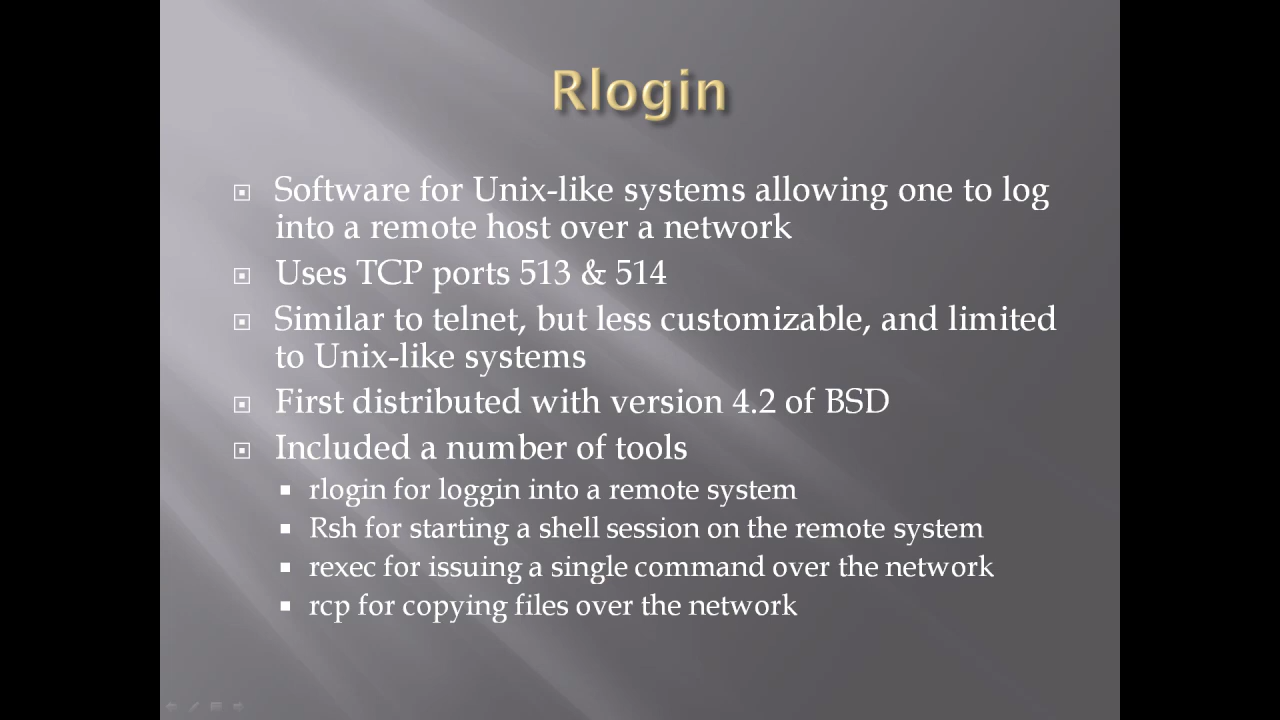 Rlogin
Software for Unix-like systems allowing one to log
into a remote host over a network
Uses TCP ports 513 & 514
Similar to telnet, but less customizable, and limited
to Unix-like systems
First distributed with version 4.2 of BSD
Included a number of tools
rlogin for loggin into a remote system
Rsh for starting a shell session on the remote system
rexec for issuing a single command over the network
rcp for copying files over the network